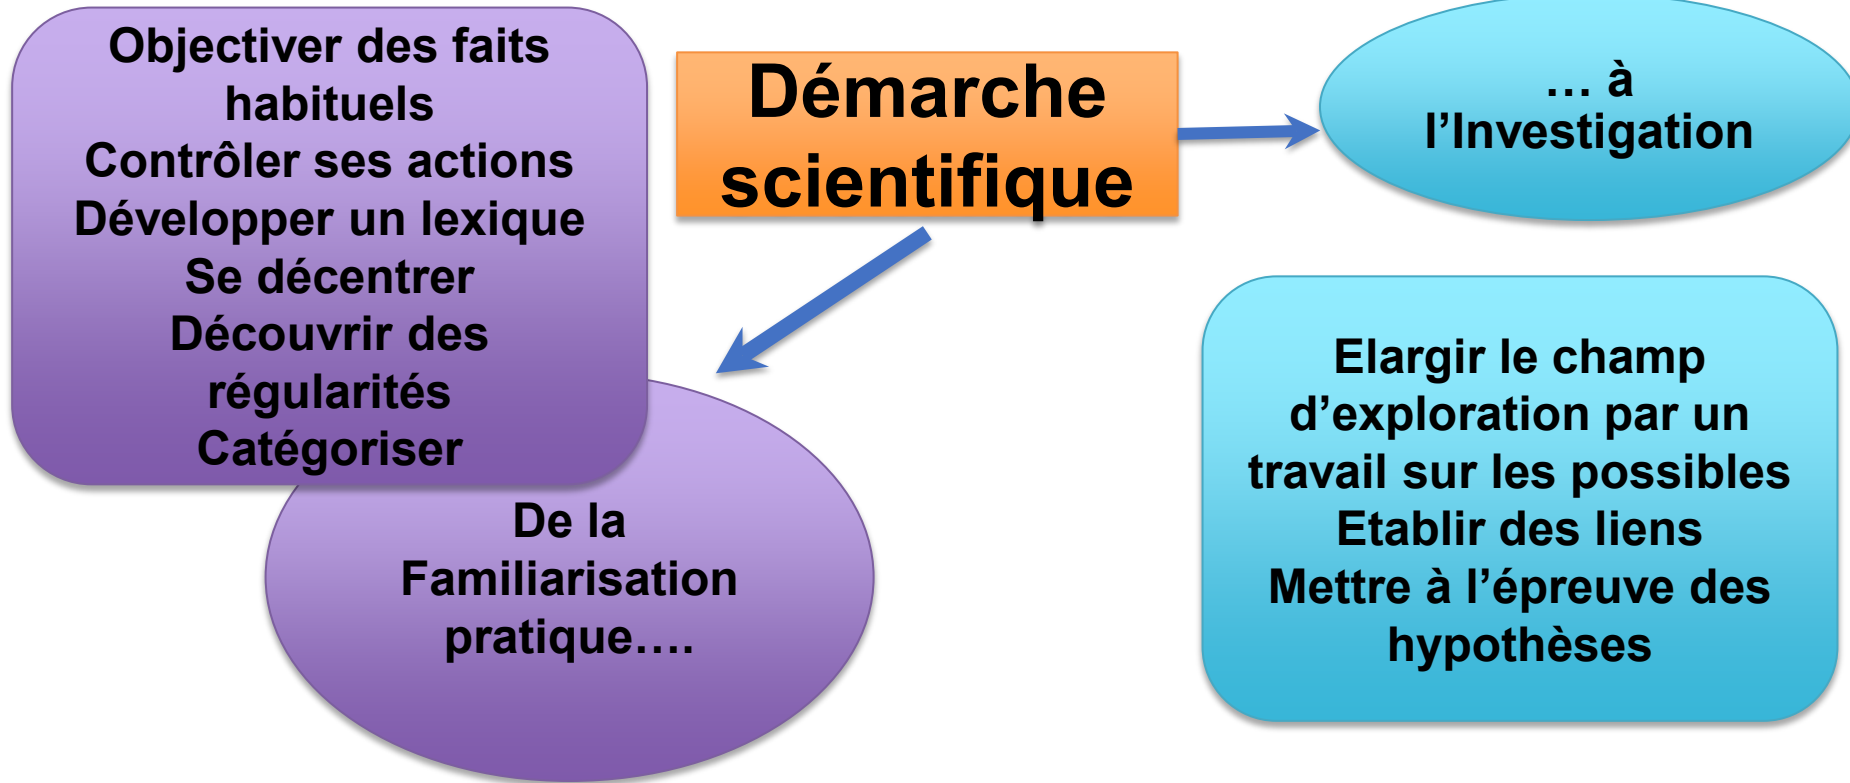 Objectiver des faits
habituels
Contrôler ses actions
Développer un lexique
Se décentrer
Découvrir des
régularités
Catégoriser
De la
Familiarisation
pratique….
Démarche
scientifique
… à
l’Investigation
Elargir le champ
d’exploration par un
travail sur les possibles
Etablir des liens
Mettre à l’épreuve des
hypothèses